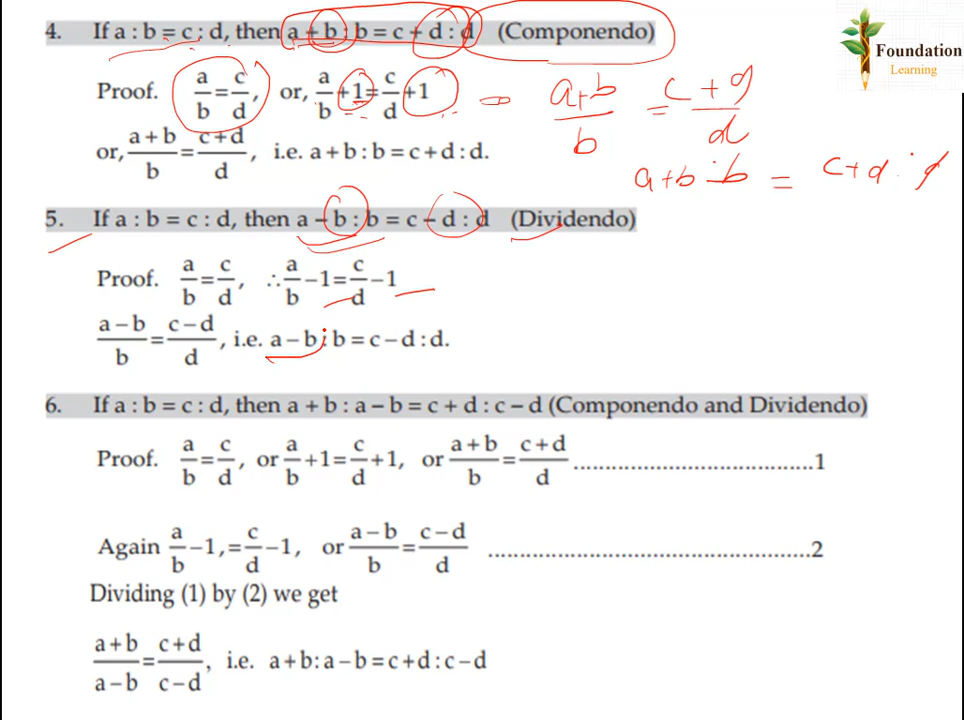 4. If a : b = c : d, then a + b : b = c + d : d (Componendo)
Foundation
Learning
Proof. a/b = c/d, or, a/b +1 = c/d +1
a+b/b = c+d/d
or, a+b/b = c+d/d, i.e. a + b : b = c + d : d.
a+b : b = c+d : d
5. If a : b = c : d, then a – b : b = c – d : d (Dividendo)
Proof. a/b = c/d, ∴ a/b –1 = c/d –1
a–b/b = c–d/d, i.e. a – b : b = c – d : d.
6. If a : b = c : d, then a + b : a – b = c + d : c – d (Componendo and Dividendo)
Proof. a/b = c/d, or a/b +1 = c/d +1, or a+b/b = c+d/d ......................................1
Again a/b –1, = c/d –1, or a–b/b = c–d/d ..................................................2
Dividing (1) by (2) we get
a+b/a–b = c+d/c–d, i.e. a + b : a – b = c + d : c – d